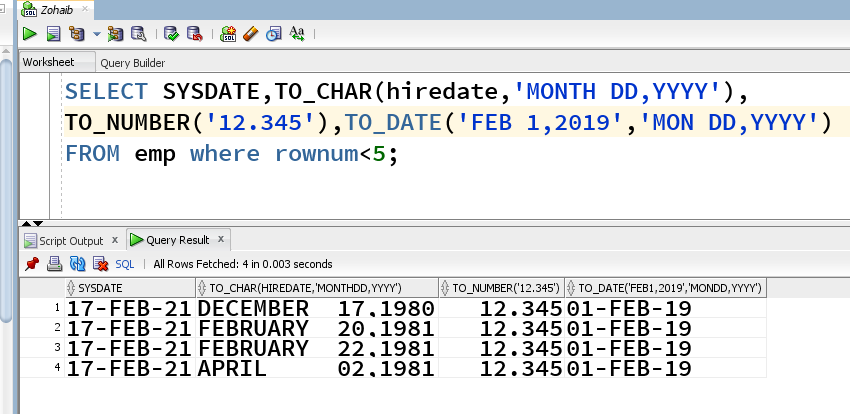 Zohaib
Worksheet Query Builder
SELECT SYSDATE,TO_CHAR(hiredate,'MONTH DD,YYYY'),
TO_NUMBER('12.345'),TO_DATE('FEB 1,2019','MON DD,YYYY')
FROM emp where rownum<5;
Script Output x Query Result x
SQL | All Rows Fetched: 4 in 0.003 seconds
SYSDATE TO_CHAR(HIREDATE,'MONTHDD,YYYY') TO_NUMBER('12.345') TO_DATE('FEB1,2019','MONDD,YYYY')
1 17-FEB-21 DECEMBER  17,1980 12.345 01-FEB-19
2 17-FEB-21 FEBRUARY  20,1981 12.345 01-FEB-19
3 17-FEB-21 FEBRUARY  22,1981 12.345 01-FEB-19
4 17-FEB-21 APRIL     02,1981 12.345 01-FEB-19